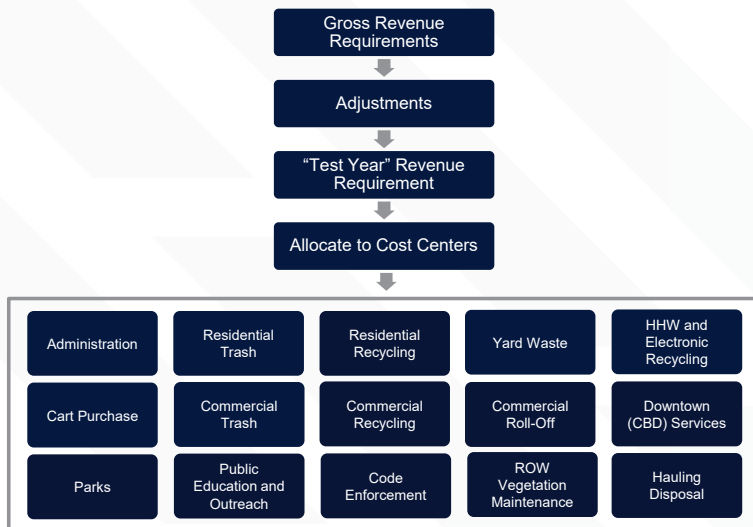 Gross Revenue
Requirements
Adjustments
“Test Year” Revenue
Requirement
Allocate to Cost Centers
Administration
Residential
Trash
Residential
Recycling
Yard Waste
HHW and
Electronic
Recycling
Cart Purchase
Commercial
Trash
Commercial
Recycling
Commercial
Roll-Off
Downtown
(CBD) Services
Parks
Public
Education and
Outreach
Code
Enforcement
ROW
Vegetation
Maintenance
Hauling
Disposal